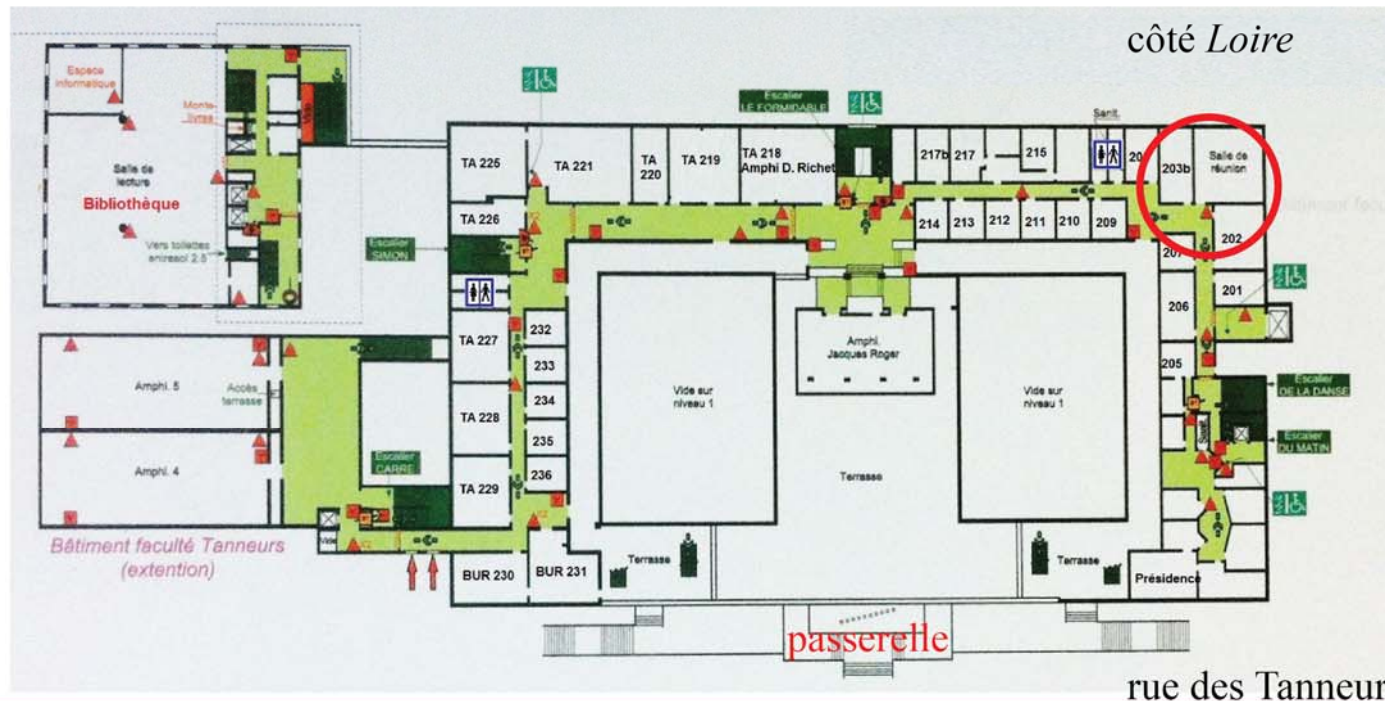 côté Loire
Espace
informatique
Monte
livres
Vide
Salle de
lecture
Bibliothèque
Vers toilettes
entresol 2.5
Escalier
LE FORMIDABLE
Sanit.
TA 225
TA 221
TA
220
TA 219
TA 218
Amphi D. Richet
217b
217
215
203b
Salle de
réunion
TA 226
Escalier
SIMON
214
213
212
211
210
209
207
202
201
206
205
TA 227
232
233
234
235
236
TA 228
TA 229
Amphi. 5
Amphi. 4
Accès
terrasse
Escalier
CARRE
Vide
Vide sur
niveau 1
Amphi.
Jacques Roger
Terrasse
Vide sur
niveau 1
Escalier
DE LA DANSE
Escalier
DU MATIN
Sanit.
Bâtiment faculté Tanneurs
(extention)
BUR 230
BUR 231
Terrasse
Terrasse
Présidence
passerelle
rue des Tanneur